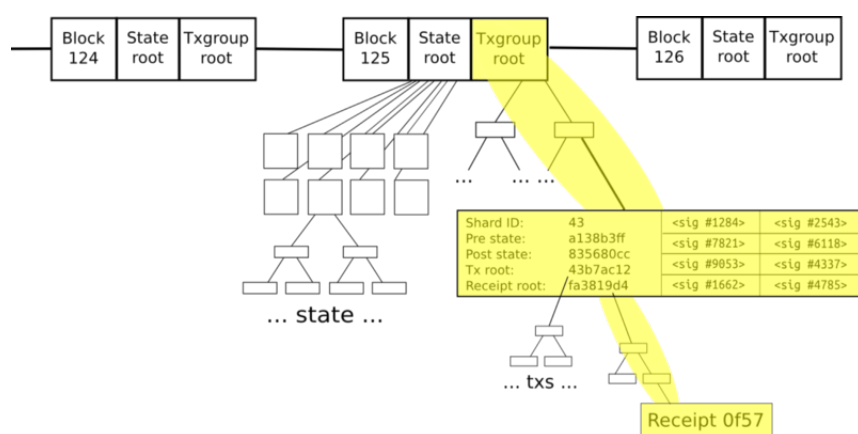 Block 124
State root
Txgroup root
Block 125
State root
Txgroup root
Block 126
State root
Txgroup root
...
... ...
Shard ID: 43 <sig #1284> <sig #2543>
Pre state: a138b3ff <sig #7821> <sig #6118>
Post state: 835680cc <sig #9053> <sig #4337>
Tx root: 43b7ac12
Receipt root: fa3819d4 <sig #1662> <sig #4785>
... state ...
... txs ...
Receipt 0f57